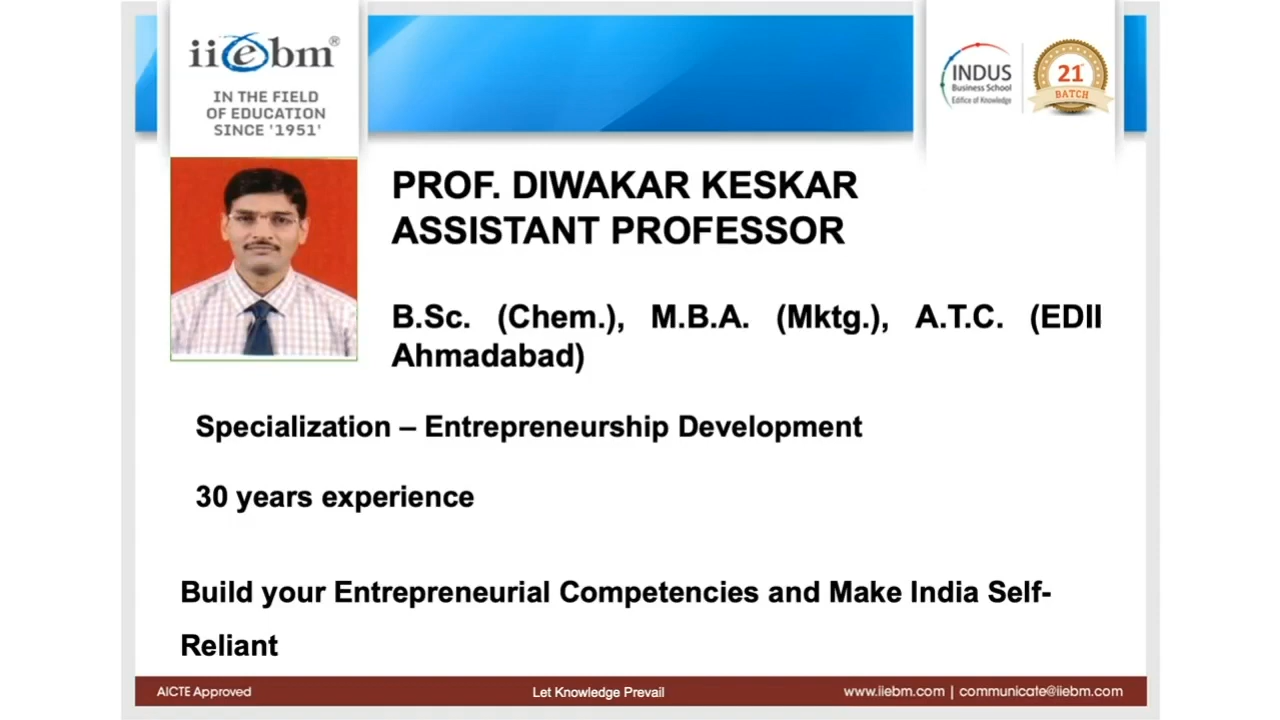 iiebm®
IN THE FIELD
OF EDUCATION
SINCE '1951'
INDUS
Business School
Edifice of Knowledge
21
BATCH
PROF. DIWAKAR KESKAR
ASSISTANT PROFESSOR
B.Sc. (Chem.), M.B.A. (Mktg.), A.T.C. (EDII
Ahmadabad)
Specialization – Entrepreneurship Development
30 years experience
Build your Entrepreneurial Competencies and Make India Self-
Reliant
AICTE Approved
Let Knowledge Prevail
www.iiebm.com | communicate@iiebm.com